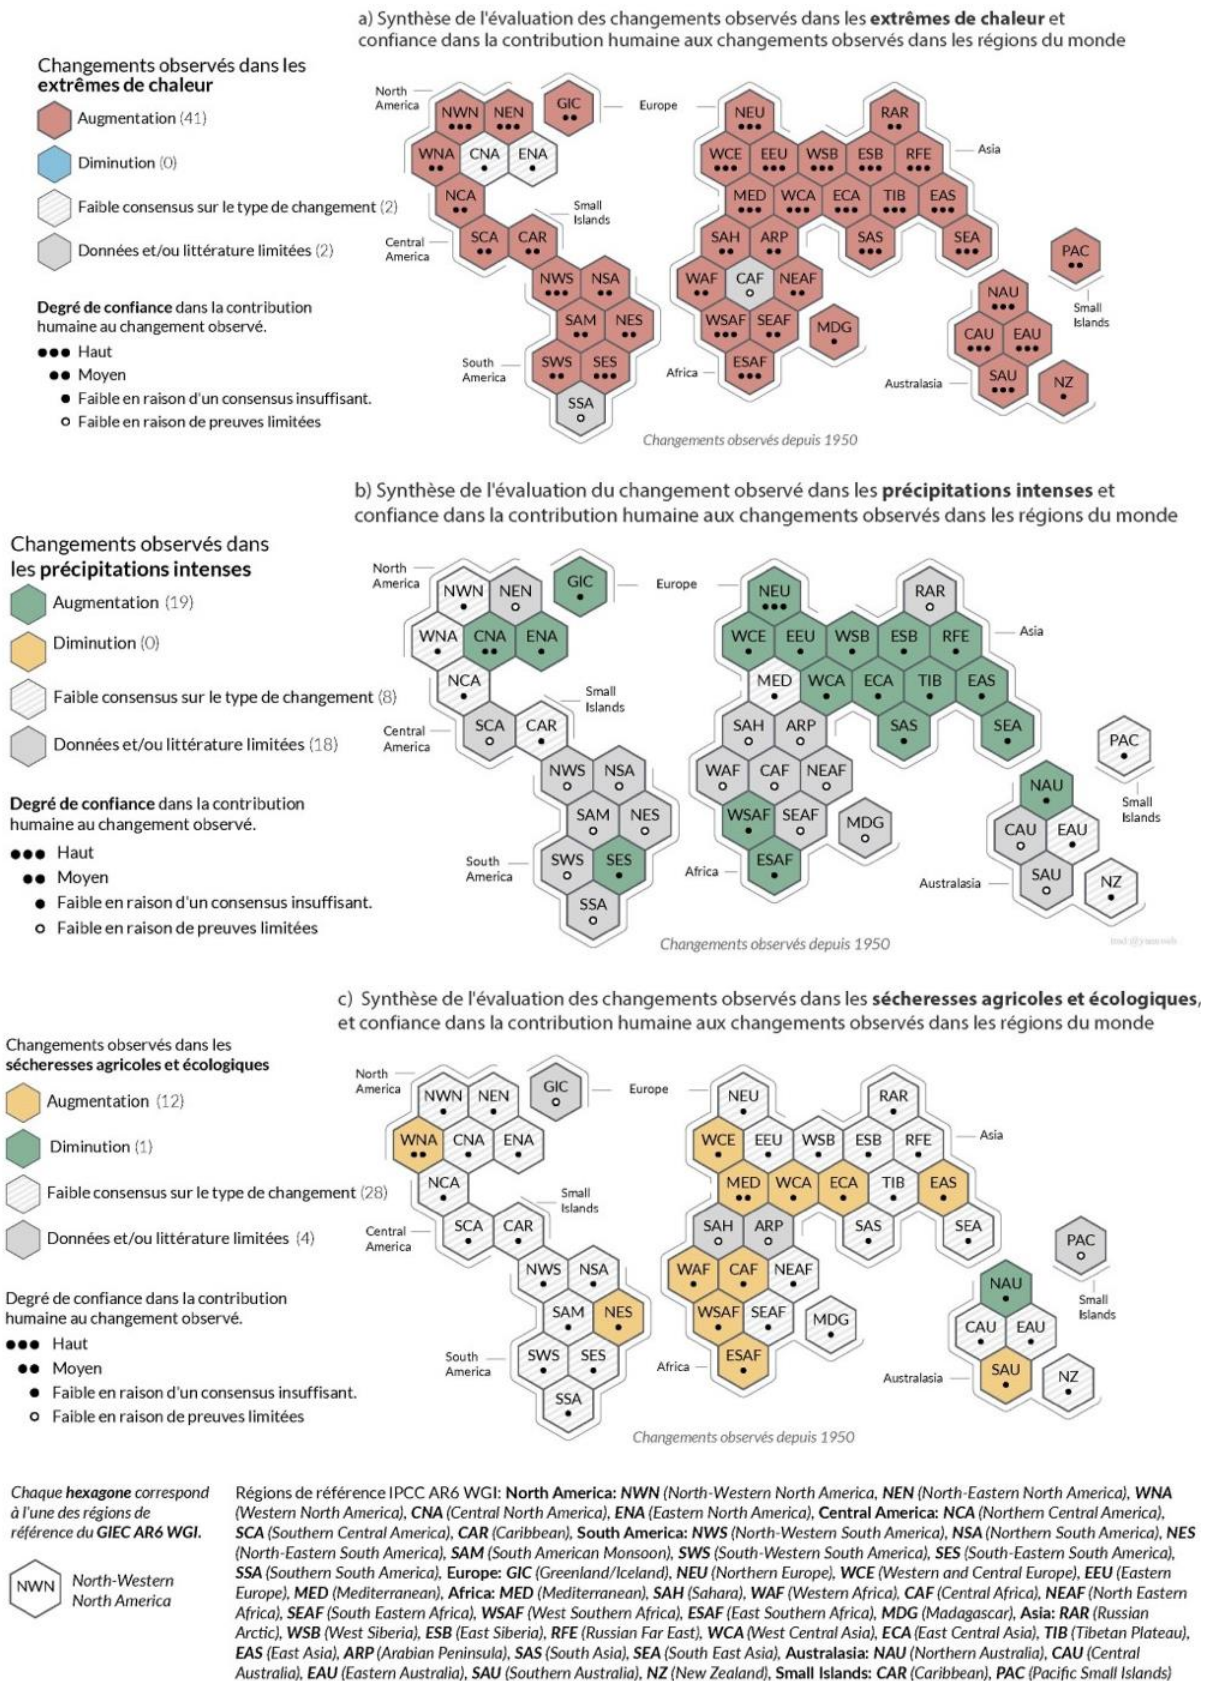 a) Synthèse de l'évaluation des changements observés dans les extrêmes de chaleur et
confiance dans la contribution humaine aux changements observés dans les régions du monde
Changements observés dans les
extrêmes de chaleur
Augmentation (41)
Diminution (0)
Faible consensus sur le type de changement (2)
Données et/ou littérature limitées (2)
Degré de confiance dans la contribution
humaine au changement observé.
Haut
Moyen
Faible en raison d'un consensus insuffisant.
Faible en raison de preuves limitées
North
America
NWN NEN GIC
Europe
NEU RAR
WNA CNA ENA
WCE EEU WSB ESB RFE
Asia
NCA
MED WCA ECA TIB EAS
Small
Islands
Central
America
SCA CAR
SAH ARP SAS SEA
PAC
NWS NSA
WAF CAF NEAF
NAU
Small
Islands
SAM NES
WSAF SEAF MDG
CAU EAU
South
America
SWS SES
Africa
ESAF
Australasia
SAU NZ
SSA
Changements observés depuis 1950
b) Synthèse de l'évaluation du changement observé dans les précipitations intenses et
confiance dans la contribution humaine aux changements observés dans les régions du monde
Changements observés dans
les précipitations intenses
Augmentation (19)
Diminution (0)
Faible consensus sur le type de changement (8)
Données et/ou littérature limitées (18)
Degré de confiance dans la contribution
humaine au changement observé.
Haut
Moyen
Faible en raison d'un consensus insuffisant.
Faible en raison de preuves limitées
North
America
NWN NEN GIC
Europe
NEU RAR
WNA CNA ENA
WCE EEU WSB ESB RFE
Asia
NCA
MED WCA ECA TIB EAS
Small
Islands
Central
America
SCA CAR
SAH ARP SAS SEA
PAC
NWS NSA
WAF CAF NEAF
NAU
Small
Islands
SAM NES
WSAF SEAF MDG
CAU EAU
South
America
SWS SES
Africa
ESAF
Australasia
SAU NZ
SSA
Changements observés depuis 1950
c) Synthèse de l'évaluation des changements observés dans les sécheresses agricoles et écologiques,
et confiance dans la contribution humaine aux changements observés dans les régions du monde
Changements observés dans les
sécheresses agricoles et écologiques
Augmentation (12)
Diminution (1)
Faible consensus sur le type de changement (28)
Données et/ou littérature limitées (4)
Degré de confiance dans la contribution
humaine au changement observé.
Haut
Moyen
Faible en raison d'un consensus insuffisant.
Faible en raison de preuves limitées
North
America
NWN NEN GIC
Europe
NEU RAR
WNA CNA ENA
WCE EEU WSB ESB RFE
Asia
NCA
MED WCA ECA TIB EAS
Small
Islands
Central
America
SCA CAR
SAH ARP SAS SEA
PAC
NWS NSA
WAF CAF NEAF
NAU
Small
Islands
SAM NES
WSAF SEAF MDG
CAU EAU
South
America
SWS SES
Africa
ESAF
Australasia
SAU NZ
SSA
Changements observés depuis 1950
Chaque hexagone correspond
à l'une des régions de
référence du GIEC AR6 WGI.
NWN
North-Western
North America
Régions de référence IPCC AR6 WGI: North America: NWN (North-Western North America, NEN (North-Eastern North America), WNA
(Western North America), CNA (Central North America), ENA (Eastern North America), Central America: NCA (Northern Central America),
SCA (Southern Central America), CAR (Caribbean), South America: NWS (North-Western South America), NSA (Northern South America), NES
(North-Eastern South America), SAM (South American Monsoon), SWS (South-Western South America), SES (South-Eastern South America),
SSA (Southern South America), Europe: GIC (Greenland/Iceland), NEU (Northern Europe), WCE (Western and Central Europe), EEU (Eastern
Europe), MED (Mediterranean), Africa: MED (Mediterranean), SAH (Sahara), WAF (Western Africa), CAF (Central Africa), NEAF (North Eastern
Africa), SEAF (South Eastern Africa), WSAF (West Southern Africa), ESAF (East Southern Africa), MDG (Madagascar), Asia: RAR (Russian
Arctic), WSB (West Siberia), ESB (East Siberia), RFE (Russian Far East), WCA (West Central Asia), ECA (East Central Asia), TIB (Tibetan Plateau),
EAS (East Asia), ARP (Arabian Peninsula), SAS (South Asia), SEA (South East Asia), Australasia: NAU (Northern Australia), CAU (Central
Australia), EAU (Eastern Australia), SAU (Southern Australia), NZ (New Zealand), Small Islands: CAR (Caribbean), PAC (Pacific Small Islands)